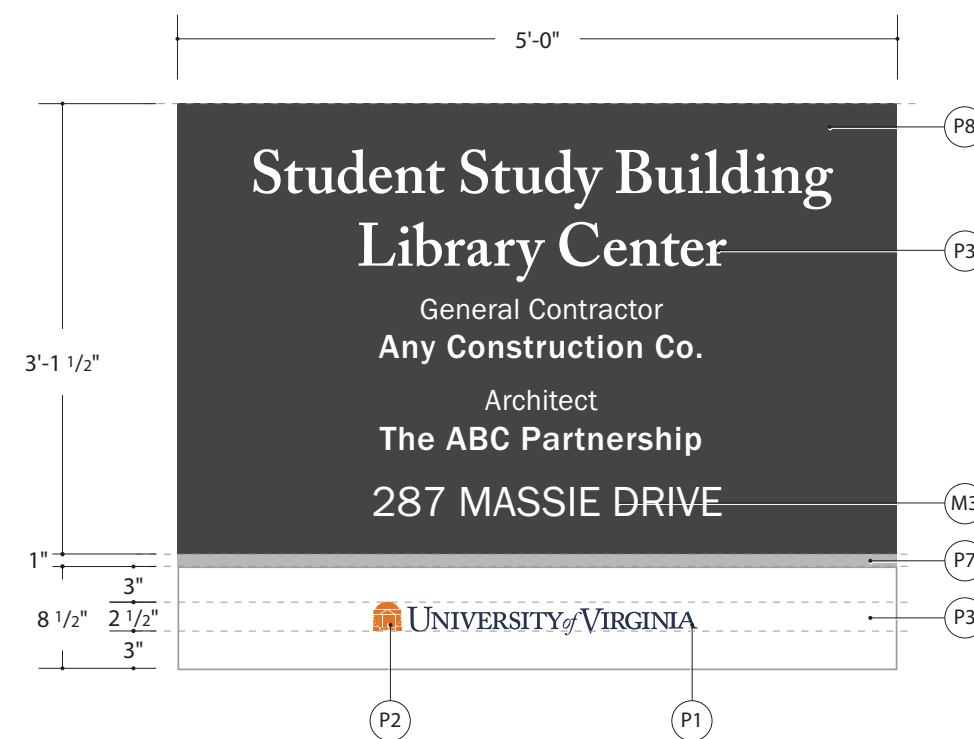 5'-0"
P8
Student Study Building
Library Center
P3
General Contractor
Any Construction Co.
3'-1 1/2"
Architect
The ABC Partnership
287 MASSIE DRIVE
M3
1"
P7
3"
8 1/2"
2 1/2"
UNIVERSITY of VIRGINIA
P3
3"
P2
P1